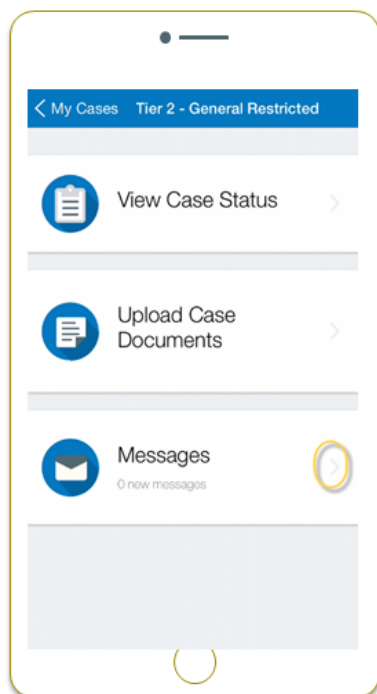 My Cases Tier 2 - General Restricted
View Case Status
Upload Case
Documents
Messages
0 new messages